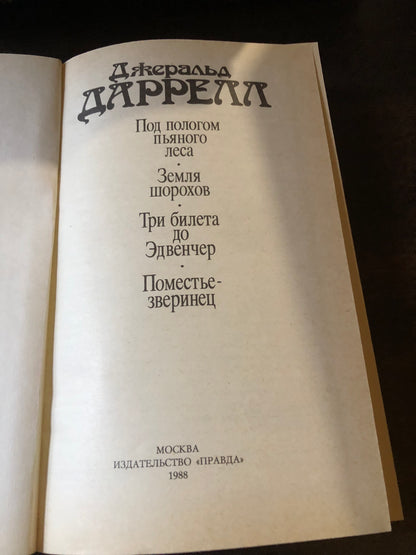 Джеральд
ДАРРЕЛЛ
Под пологом
пьяного
леса
·
Земля
шорохов
·
Три билета
до
Эдвенчер
·
Поместье-
зверинец
МОСКВА
ИЗДАТЕЛЬСТВО «ПРАВДА»
1988